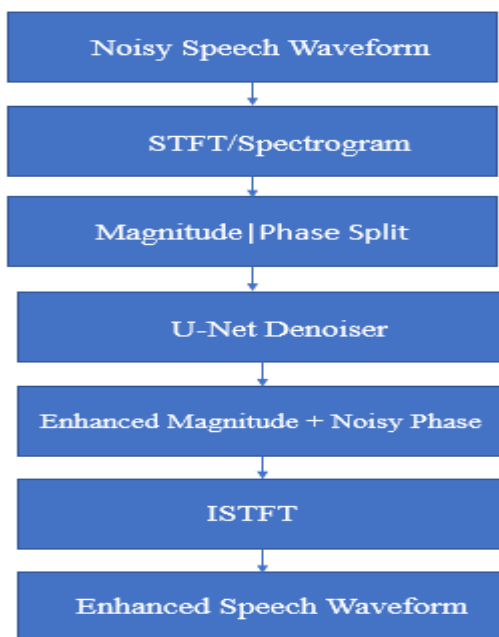 Noisy Speech Waveform
STFT/Spectrogram
Magnitude|Phase Split
U-Net Denoiser
Enhanced Magnitude + Noisy Phase
ISTFT
Enhanced Speech Waveform